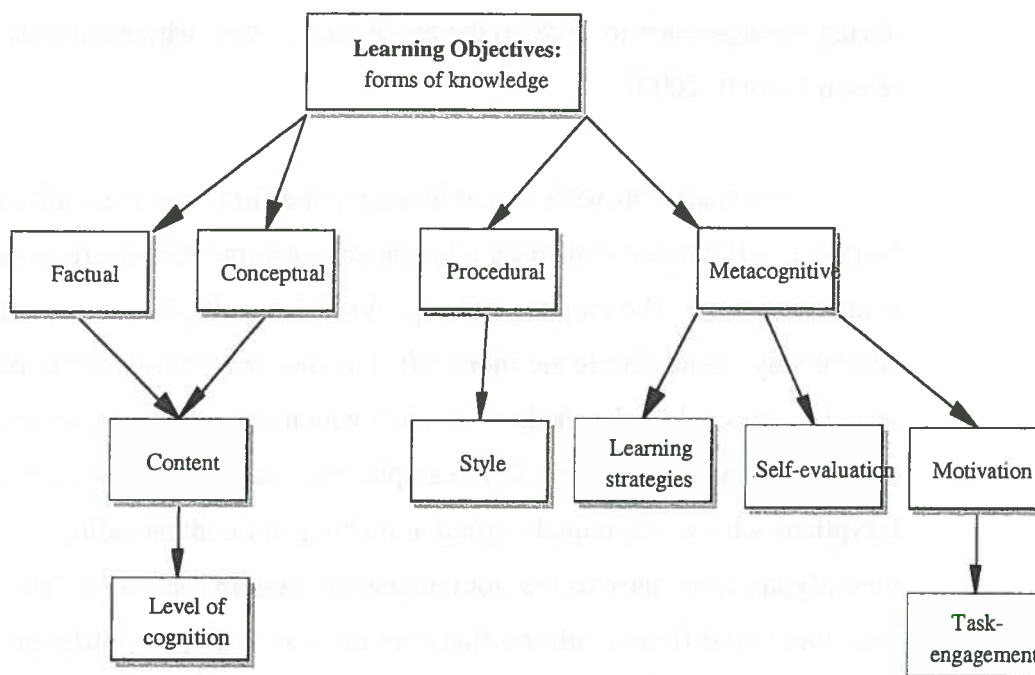 Learning Objectives:
forms of knowledge
Factual
Conceptual
Procedural
Metacognitive
Content
Style
Learning
strategies
Self-evaluation
Motivation
Level of
cognition
Task-
engagement